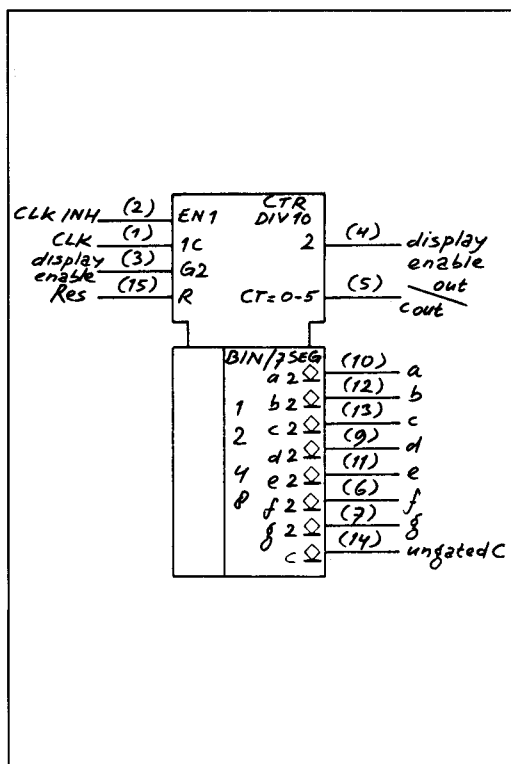 CTR
CLK INH (2) EN1 DIV10
CLK (1) 1C 2 (4) display
display (3) G2 enable
enable out
Res (15) R CT=0-5 (5) cout
BIN/7SEG
a 2 (10) a
1 b 2 (12) b
2 c 2 (13) c
d 2 (9) d
4 e 2 (11) e
8 f 2 (6) f
g 2 (7) g
c (14) ungated C